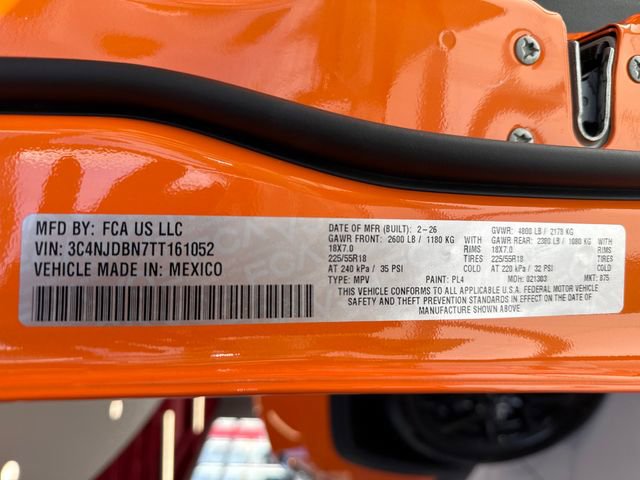 MFD BY: FCA US LLC
VIN: 3C4NJDBN7TT161052
VEHICLE MADE IN: MEXICO
DATE OF MFR (BUILT): 2-26 GVWR: 4800 LB / 2178 KG
GAWR FRONT: 2600 LB / 1180 KG WITH GAWR REAR: 2380 LB / 1080 KG WITH
18X7.0 RIMS 18X7.0 RIMS
225/55R18 TIRES 225/55R18 TIRES
AT 240 kPa / 35 PSI COLD AT 220 kPa / 32 PSI COLD
TYPE: MPV PAINT: PL4 MDH: 021303 MKT: 875
THIS VEHICLE CONFORMS TO ALL APPLICABLE U.S.A. FEDERAL MOTOR VEHICLE
SAFETY AND THEFT PREVENTION STANDARDS IN EFFECT ON THE DATE OF
MANUFACTURE SHOWN ABOVE.